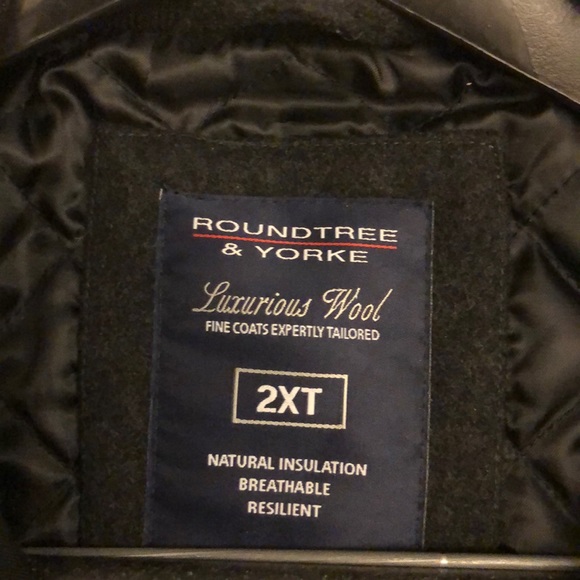 ROUNDTREE
& YORKE
Luxurious Wool
FINE COATS EXPERTLY TAILORED
2XT
NATURAL INSULATION
BREATHABLE
RESILIENT